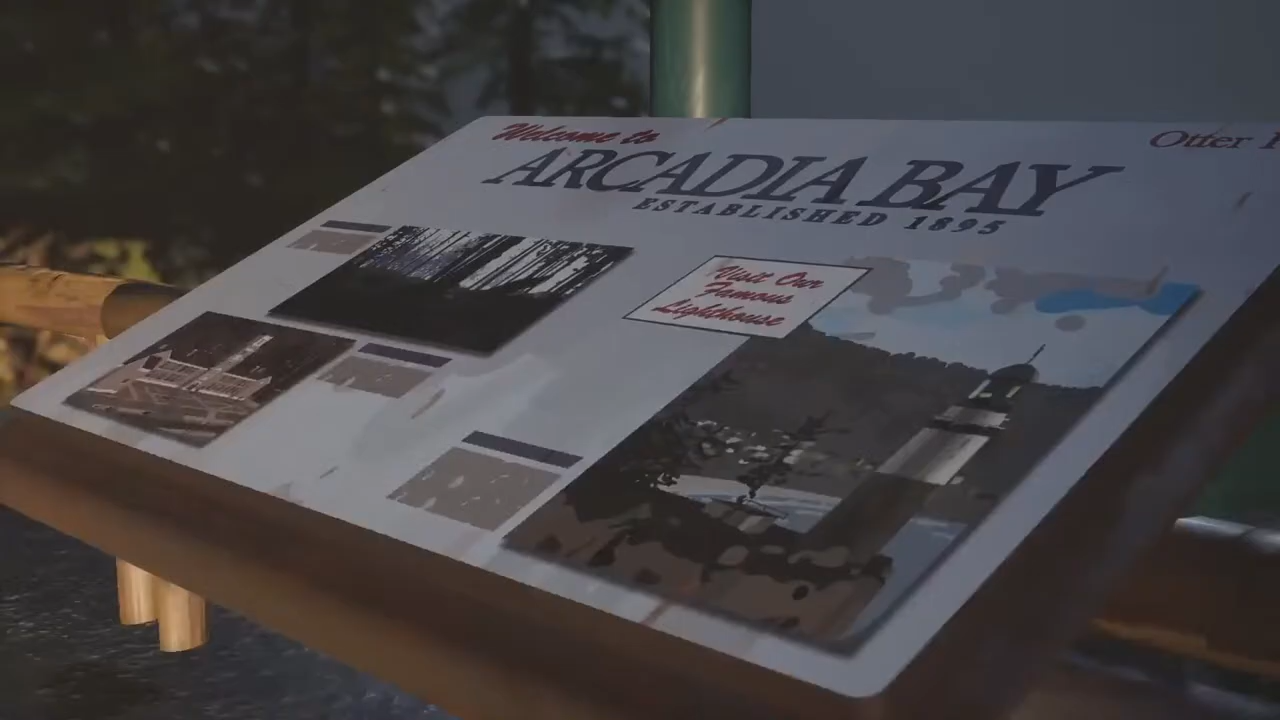 Welcome to
ARCADIA BAY
ESTABLISHED 1895
Otter
Visit Our
Famous
Lighthouse